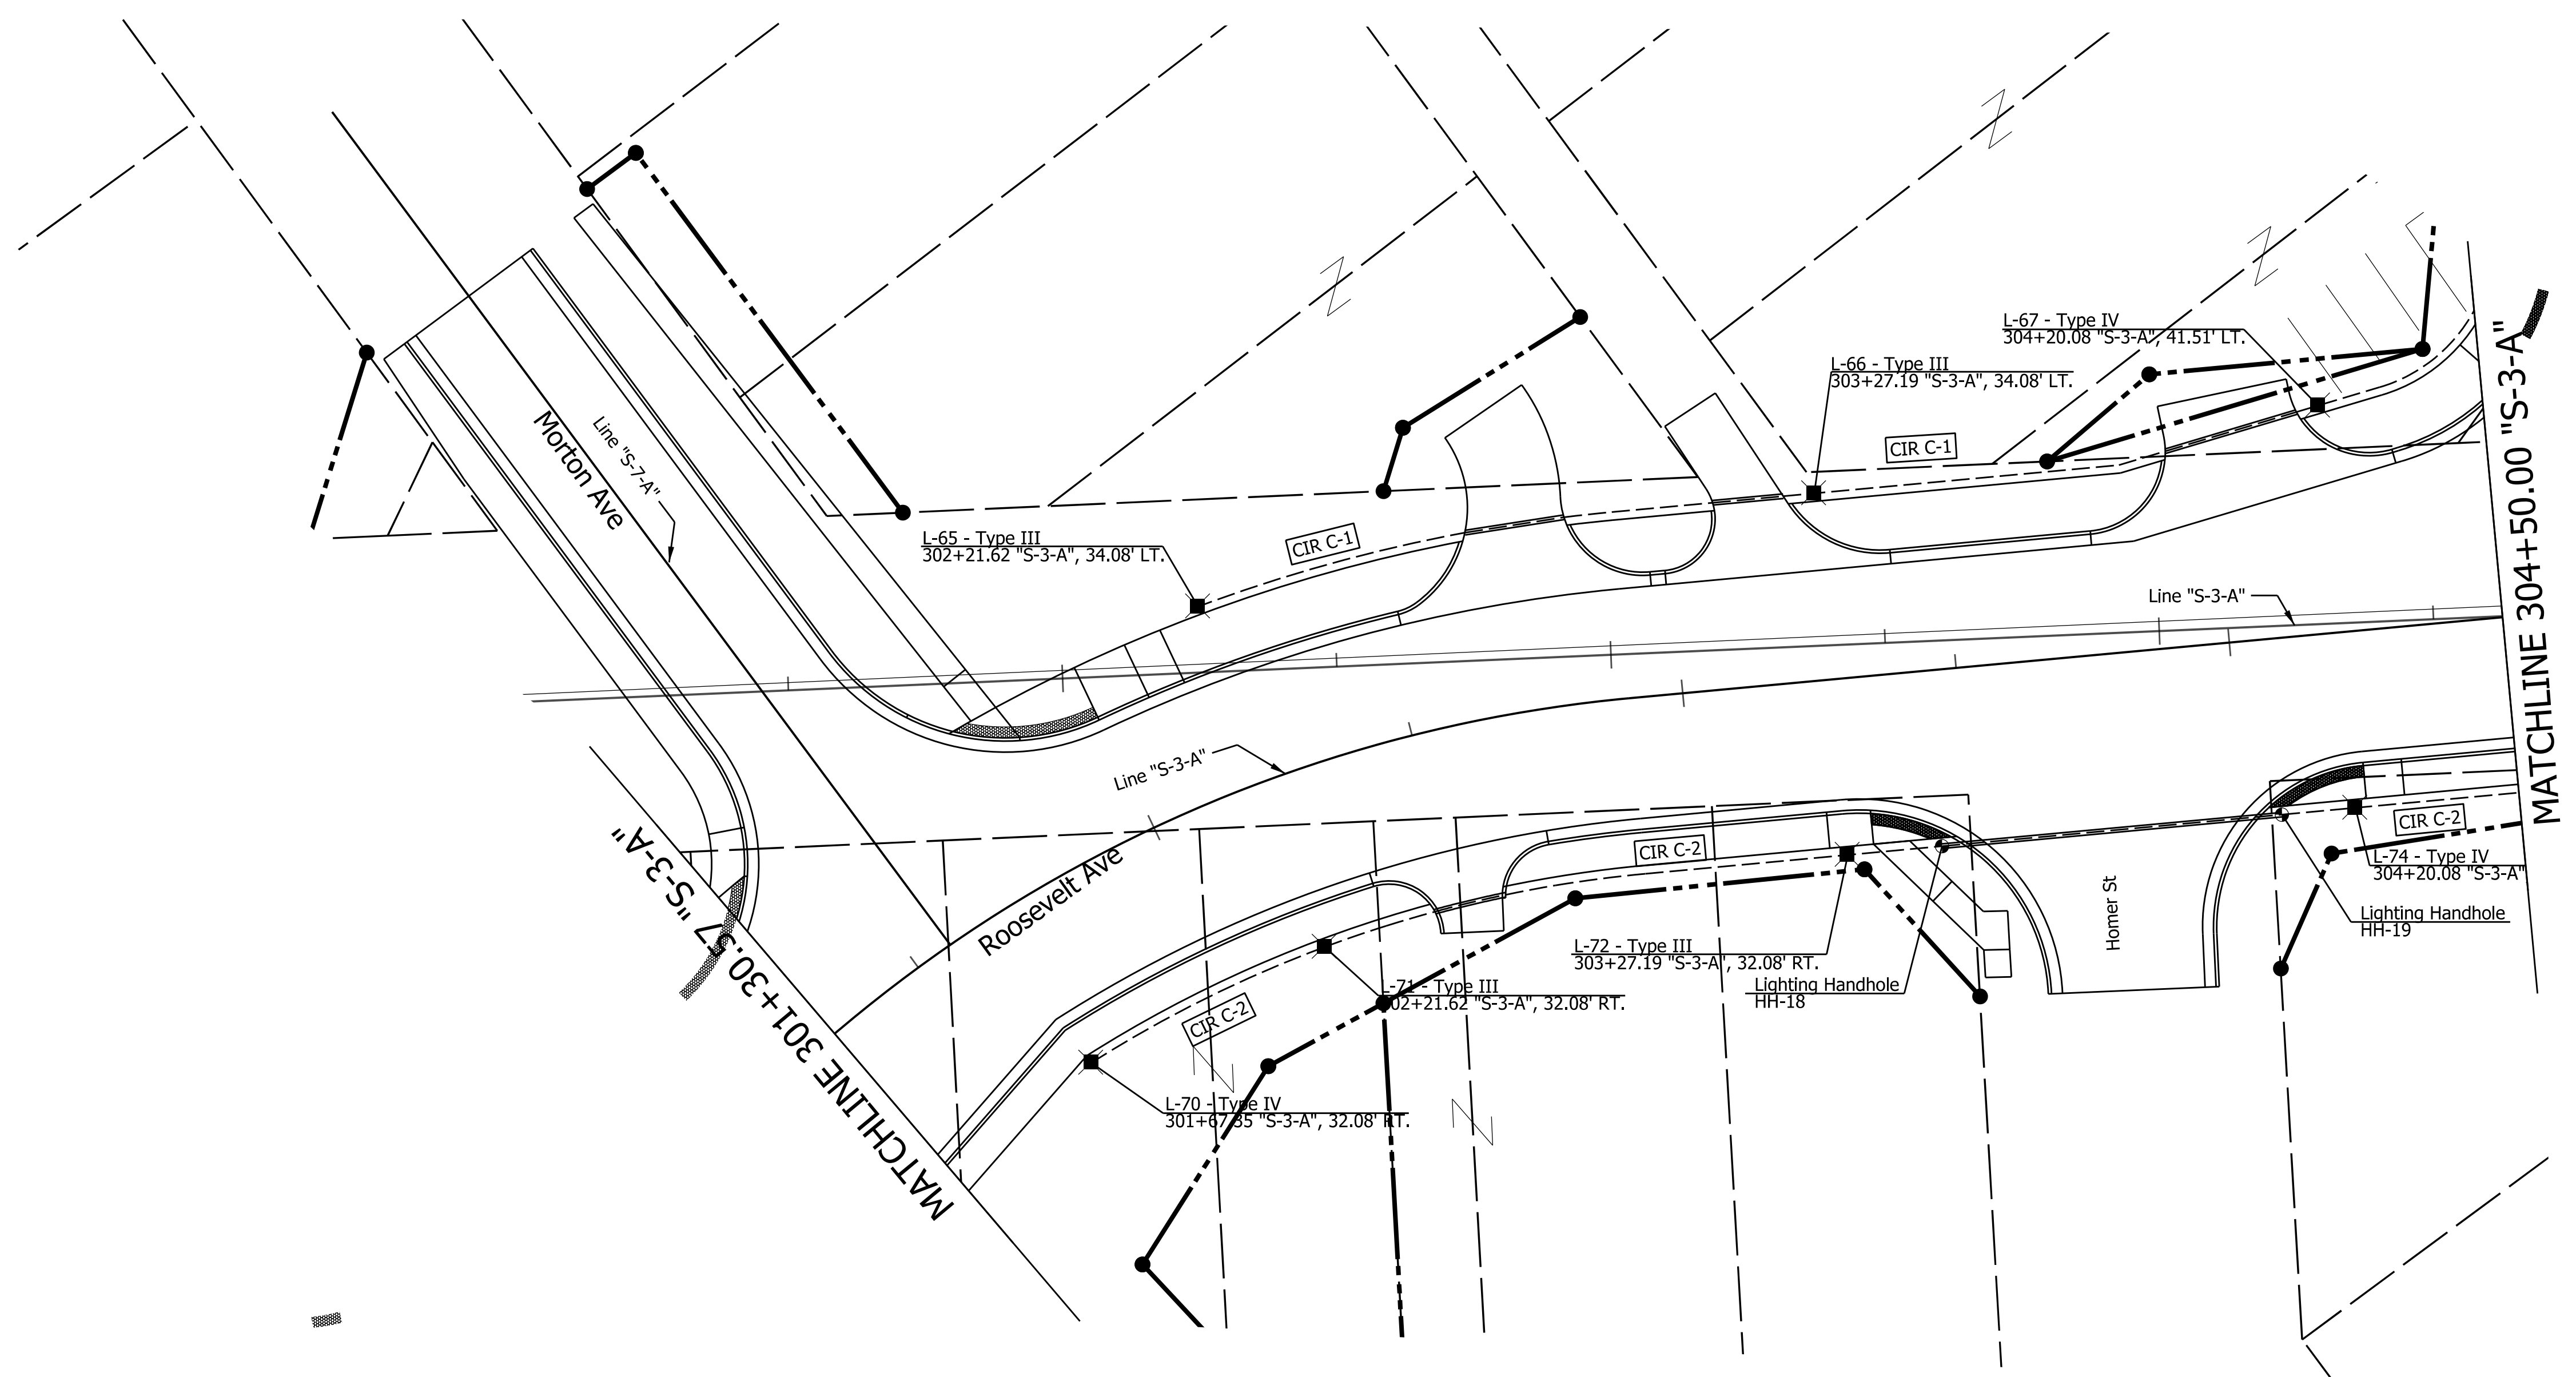 L-67 - Type IV
304+20.08 "S-3-A", 41.51' LT.
L-66 - Type III
303+27.19 "S-3-A", 34.08' LT.
CIR C-1
Morton Ave
Line "S-7-A"
L-65 - Type III
302+21.62 "S-3-A", 34.08' LT.
CIR C-1
Line "S-3-A"
MATCHLINE 304+50.00 "S-3-A"
Line "S-3-A"
Roosevelt Ave
MATCHLINE 301+30.57 "S-3-A"
CIR C-2
CIR C-2
L-74 - Type IV
304+20.08 "S-3-A"
Lighting Handhole
HH-19
Homer St
L-72 - Type III
303+27.19 "S-3-A", 32.08' RT.
Lighting Handhole
HH-18
L-71 - Type III
302+21.62 "S-3-A", 32.08' RT.
CIR C-2
L-70 - Type IV
301+67.35 "S-3-A", 32.08' RT.